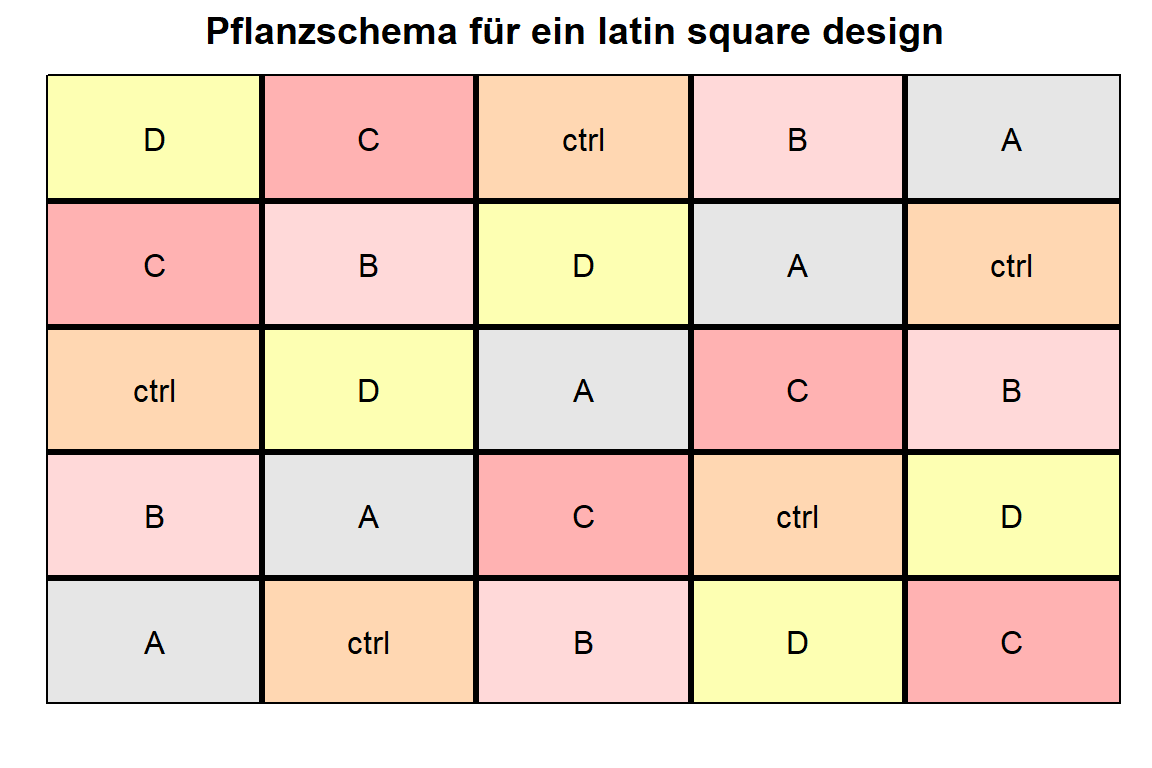 Pflanzschema für ein latin square design
D C ctrl B A
C B D A ctrl
ctrl D A C B
B A C ctrl D
A ctrl B D C